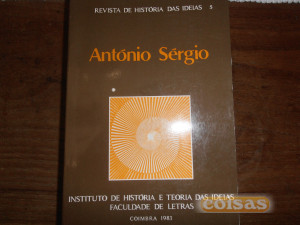 REVISTA DE HISTÓRIA DAS IDEIAS 5
António Sérgio
INSTITUTO DE HISTÓRIA E TEORIA DAS IDEIAS
FACULDADE DE LETRAS
COIMBRA 1983
coisas